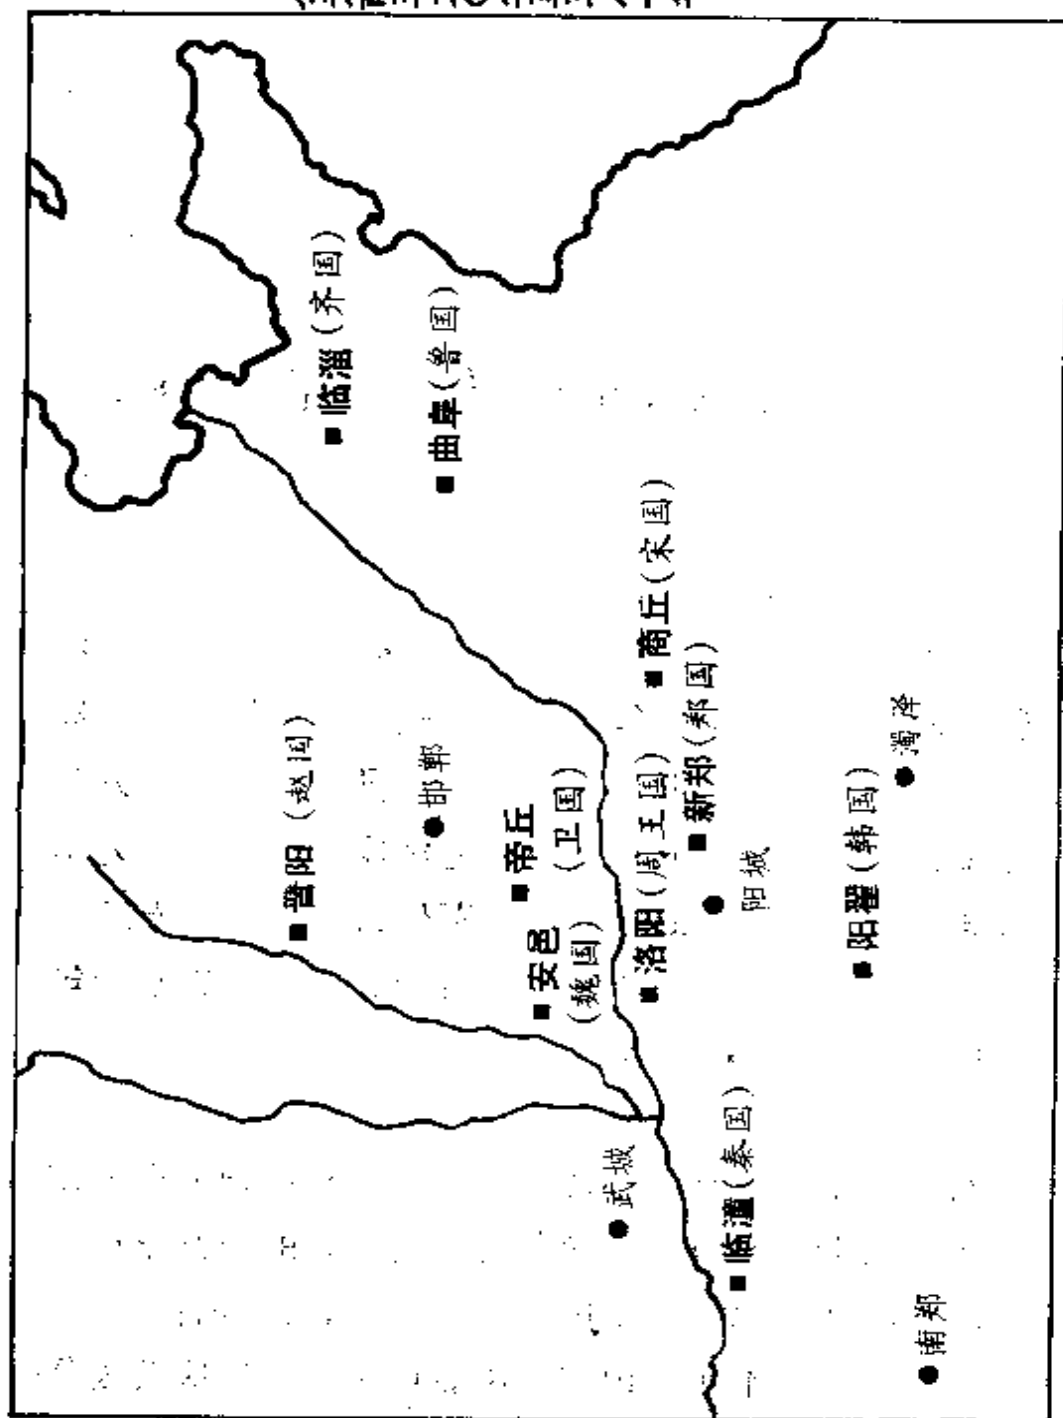 晋阳（赵国）
临淄（齐国）
邯郸
曲阜（鲁国）
帝丘
（卫国）
安邑
（魏国）
武城
洛阳（周王国）
商丘（宋国）
新郑（郑国）
阳城
临潼（秦国）
阳翟（韩国）
浊泽
南郑